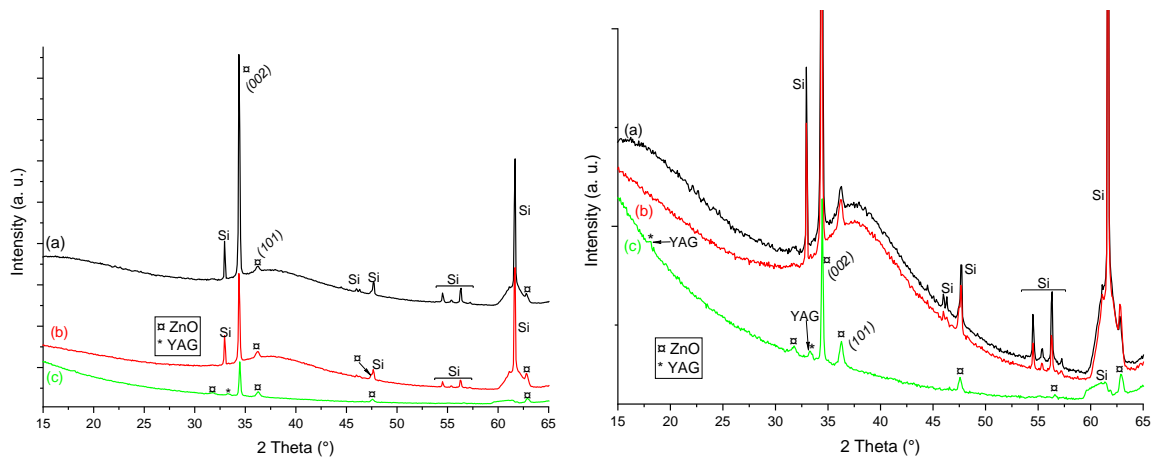 ¤
(002)
(a)
Si
¤
(101)
Si
Si
Si
Si
¤
(b)
Si
¤
¤
Si
Si
Si
¤
(c)
¤
*
¤
¤
¤
¤ ZnO
* YAG
15 20 25 30 35 40 45 50 55 60 65
2 Theta (°)
Intensity (a. u.)
Si
(a)
(b)
(c)
*
YAG
¤
(002)
YAG
*
¤
¤
(101)
Si
Si
Si
Si
¤
¤
Si
¤
¤ ZnO
* YAG
15 20 25 30 35 40 45 50 55 60 65
2 Theta (°)
Intensity (a. u.)